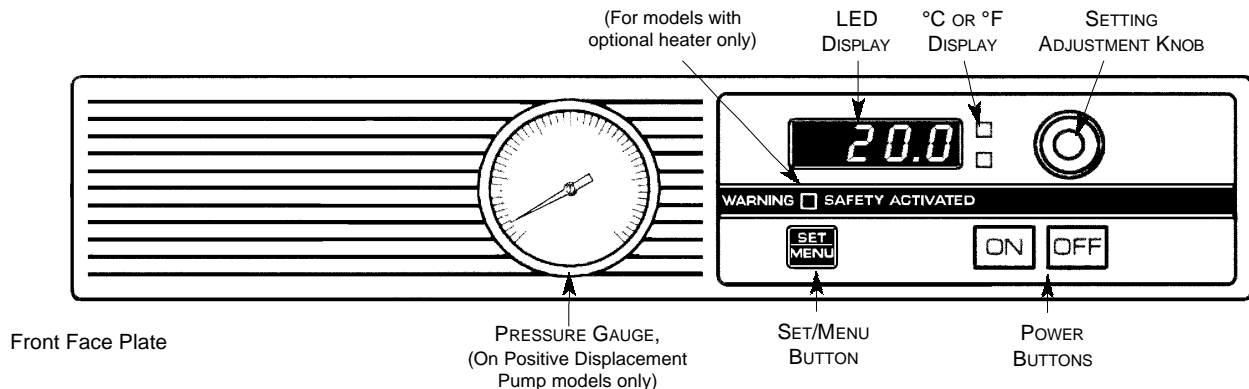 (For models with
optional heater only)
LED
DISPLAY
°C OR °F
DISPLAY
SETTING
ADJUSTMENT KNOB
20.0
WARNING SAFETY ACTIVATED
SET
MENU
ON
OFF
Front Face Plate
PRESSURE GAUGE,
(On Positive Displacement
Pump models only)
SET/MENU
BUTTON
POWER
BUTTONS